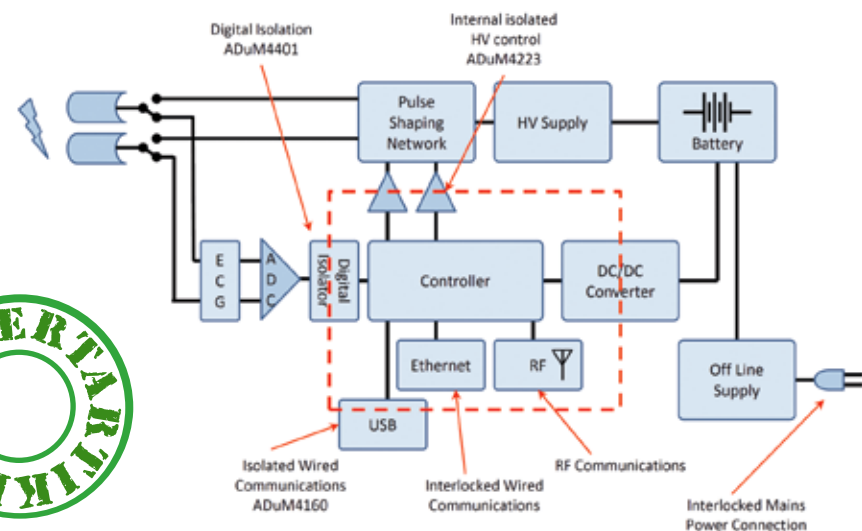 Digital Isolation
ADuM4401
Internal isolated
HV control
ADuM4223
Pulse
Shaping
Network
HV Supply
Battery
E
C
G
A
D
C
Digital
Isolator
Controller
DC/DC
Converter
Ethernet
RF
Off Line
Supply
USB
Isolated Wired
Communications
ADuM4160
Interlocked Wired
Communications
RF Communications
Interlocked Mains
Power Connection
ERTARTIK